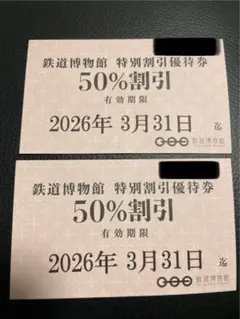 鉄道博物館 特別割引優待券
50%割引
有効期限
2026年 3月31日 迄
鉄道博物館
鉄道博物館 特別割引優待券
50%割引
有効期限
2026年 3月31日 迄
鉄道博物館